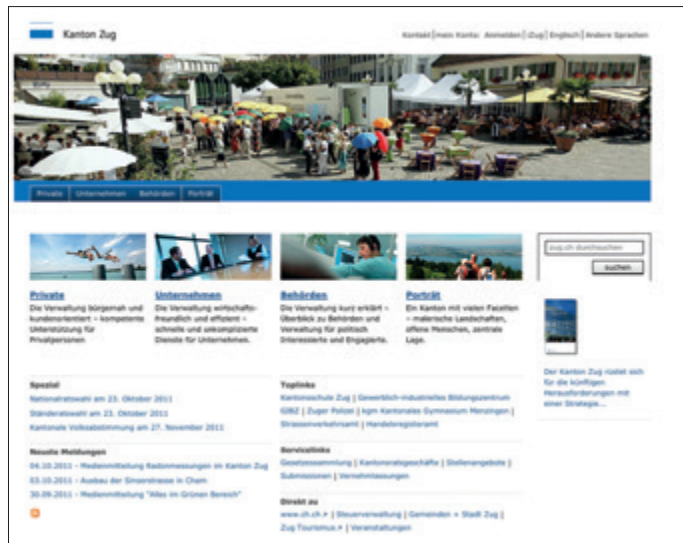 Kanton Zug
Kontakt | mein Konto: Anmelden | iZug | Englisch | Andere Sprachen
Private Unternehmen Behörden Porträt
zug.ch durchsuchen
suchen
Private
Die Verwaltung bürgernah und
kundenorientiert – kompetente
Unterstützung für
Privatpersonen
Unternehmen
Die Verwaltung wirtschafts-
freundlich und effizient –
schnelle und unkomplizierte
Dienste für Unternehmen.
Behörden
Die Verwaltung kurz erklärt –
Überblick zu Behörden und
Verwaltung für politisch
Interessierte und Engagierte.
Porträt
Ein Kanton mit vielen Facetten
– malerische Landschaften,
offene Menschen, zentrale
Lage.
Der Kanton Zug rüstet sich
für die künftigen
Herausforderungen mit
einer Strategie...
Spezial
Nationalratswahl am 23. Oktober 2011
Ständeratswahl am 23. Oktober 2011
Kantonale Volksabstimmung am 27. November 2011
Neuste Meldungen
04.10.2011 - Medienmitteilung Radonmessungen im Kanton Zug
03.10.2011 - Ausbau der Sinserstrasse in Cham
30.09.2011 - Medienmitteilung "Alles im Grünen Bereich"
Toplinks
Kantonsschule Zug | Gewerblich-industrielles Bildungszentrum
GIBZ | Zuger Polizei | kgm Kantonales Gymnasium Menzingen |
Strassenverkehrsamt | Handelsregisteramt
Servicelinks
Gesetzessammlung | Kantonsratsgeschäfte | Stellenangebote |
Submissionen | Vernehmlassungen
Direkt zu
www.ch.ch | Steuerverwaltung | Gemeinden + Stadt Zug |
Zug Tourismus | Veranstaltungen